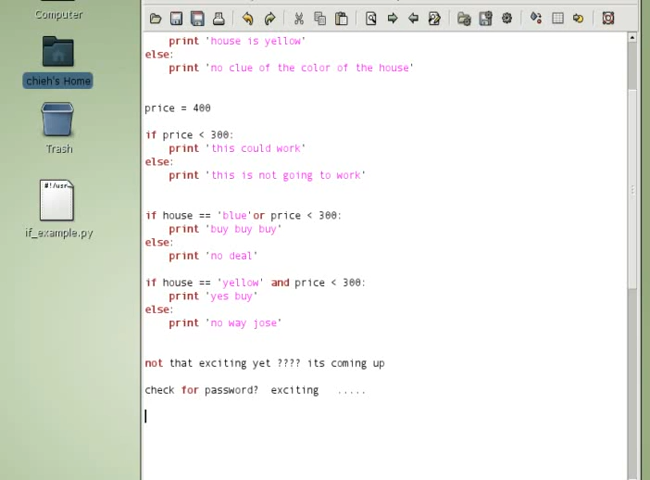 Computer
chieh's Home
Trash
#!/usr
if_example.py
print 'house is yellow'
else:
print 'no clue of the color of the house'
price = 400
if price < 300:
print 'this could work'
else:
print 'this is not going to work'
if house == 'blue'or price < 300:
print 'buy buy buy'
else:
print 'no deal'
if house == 'yellow' and price < 300:
print 'yes buy'
else:
print 'no way jose'
not that exciting yet ???? its coming up
check for password?  exciting   .....